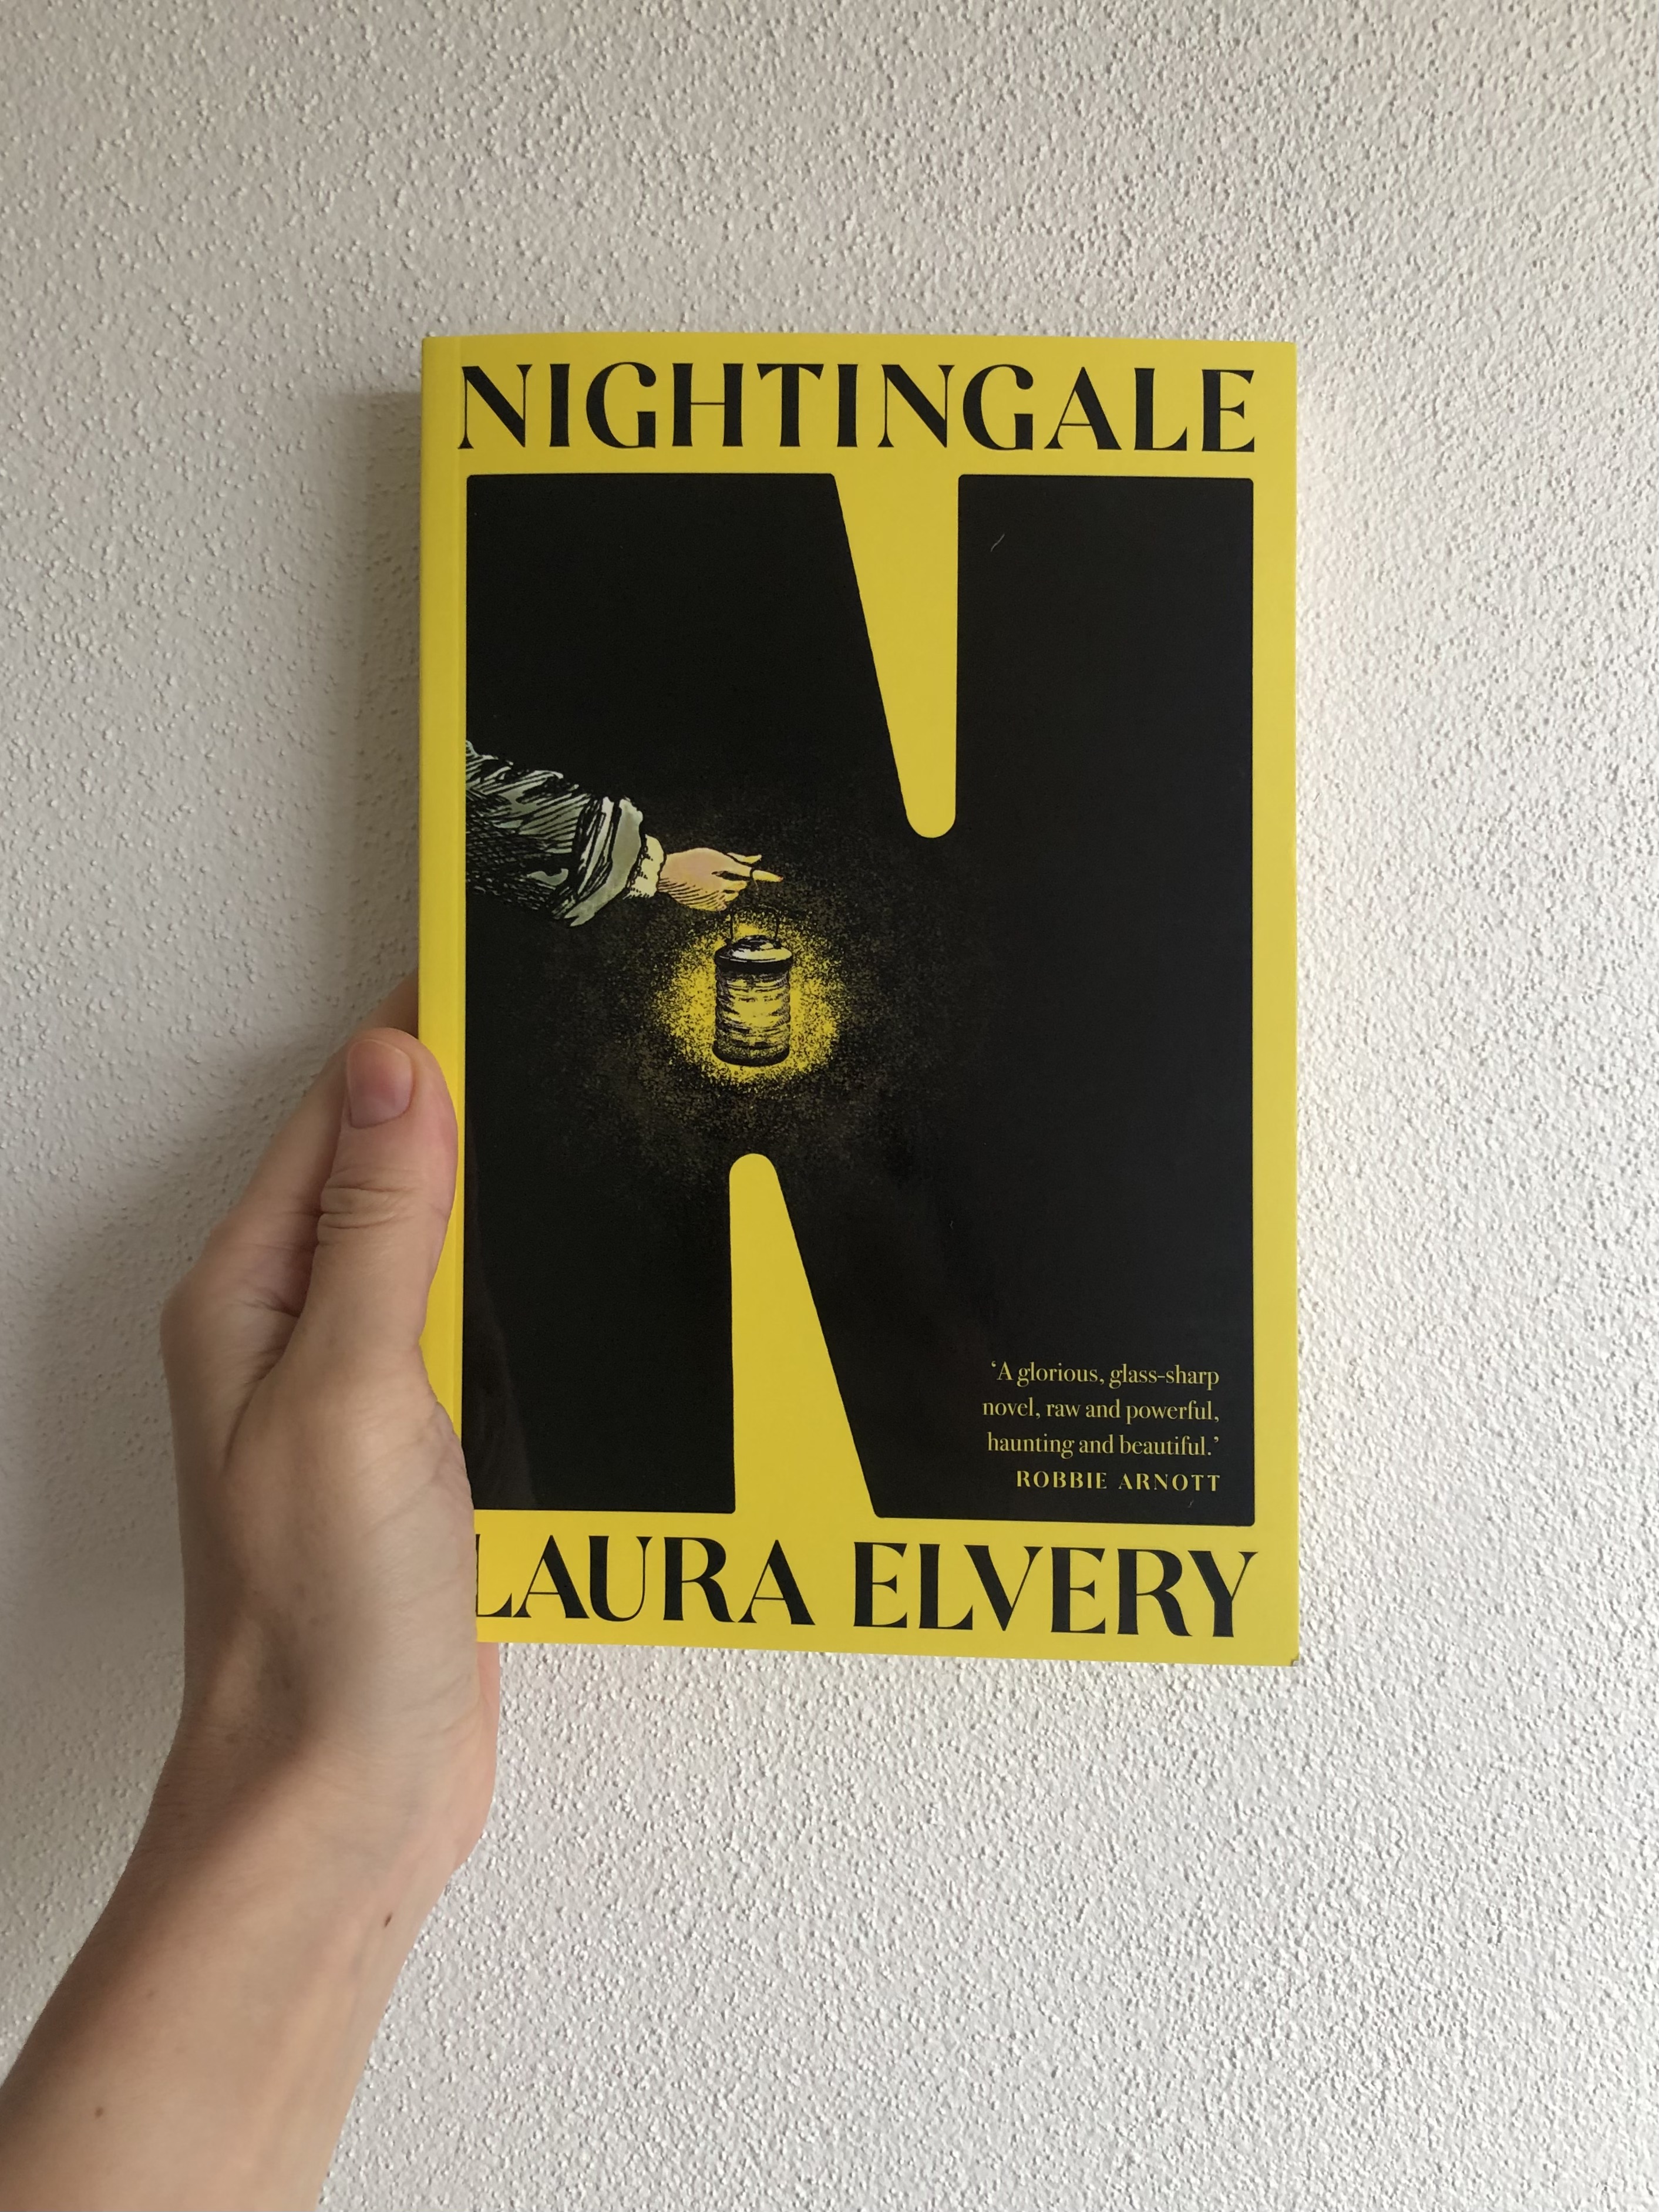 NIGHTINGALE
‘A glorious, glass-sharp
novel, raw and powerful,
haunting and beautiful.’
ROBBIE ARNOTT
LAURA ELVERY